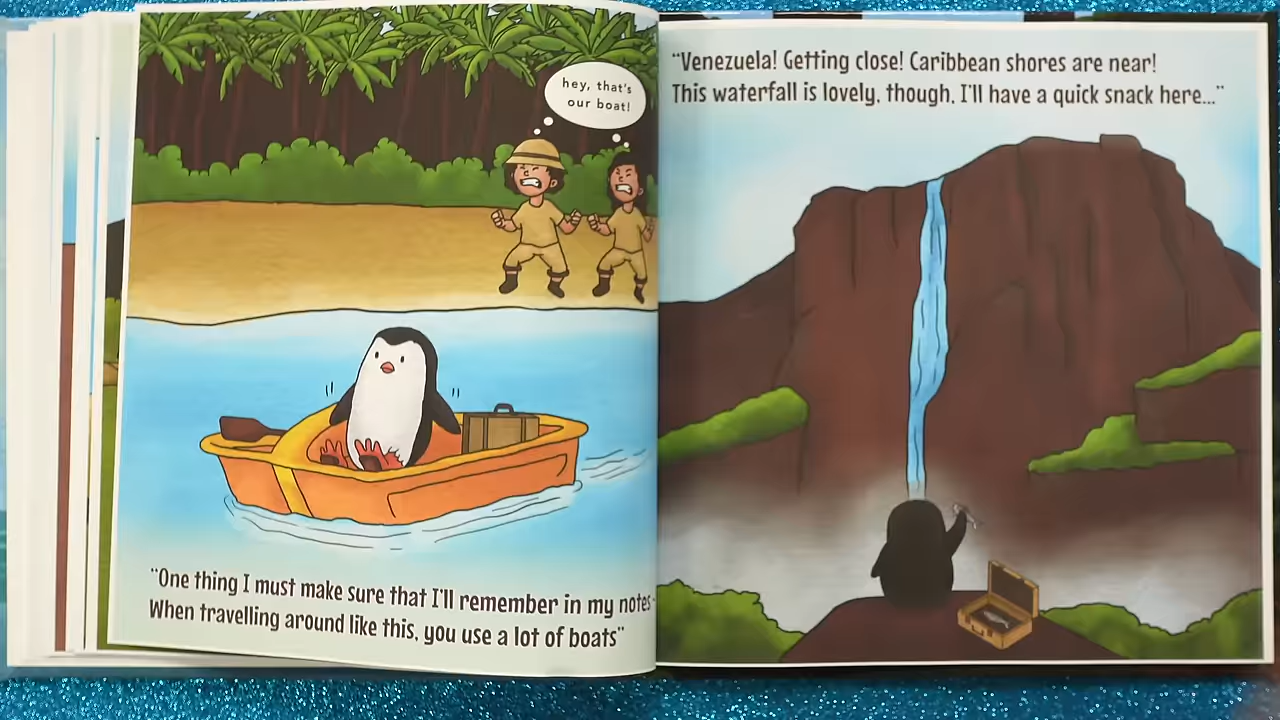 hey, that's
our boat!
"One thing I must make sure that I'll remember in my notes-
When travelling around like this, you use a lot of boats"
"Venezuela! Getting close! Caribbean shores are near!
This waterfall is lovely, though, I'll have a quick snack here..."